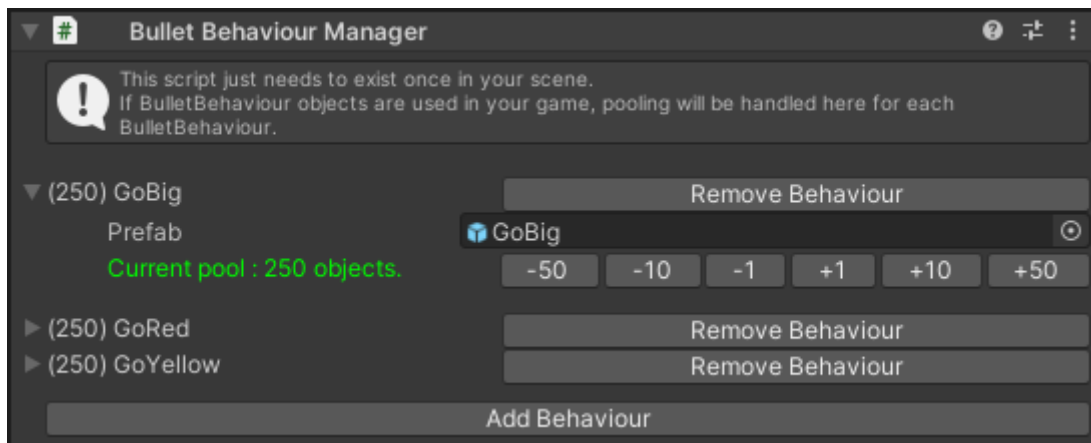 Bullet Behaviour Manager
This script just needs to exist once in your scene.
If BulletBehaviour objects are used in your game, pooling will be handled here for each
BulletBehaviour.
(250) GoBig Remove Behaviour
Prefab GoBig
Current pool : 250 objects. -50 -10 -1 +1 +10 +50
(250) GoRed Remove Behaviour
(250) GoYellow Remove Behaviour
Add Behaviour